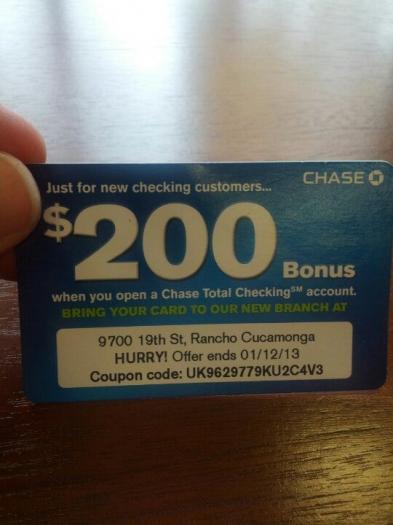 CHASE
Just for new checking customers...
$200
Bonus
when you open a Chase Total Checking℠ account.
BRING YOUR CARD TO OUR NEW BRANCH AT
9700 19th St, Rancho Cucamonga
HURRY! Offer ends 01/12/13
Coupon code: UK9629779KU2C4V3